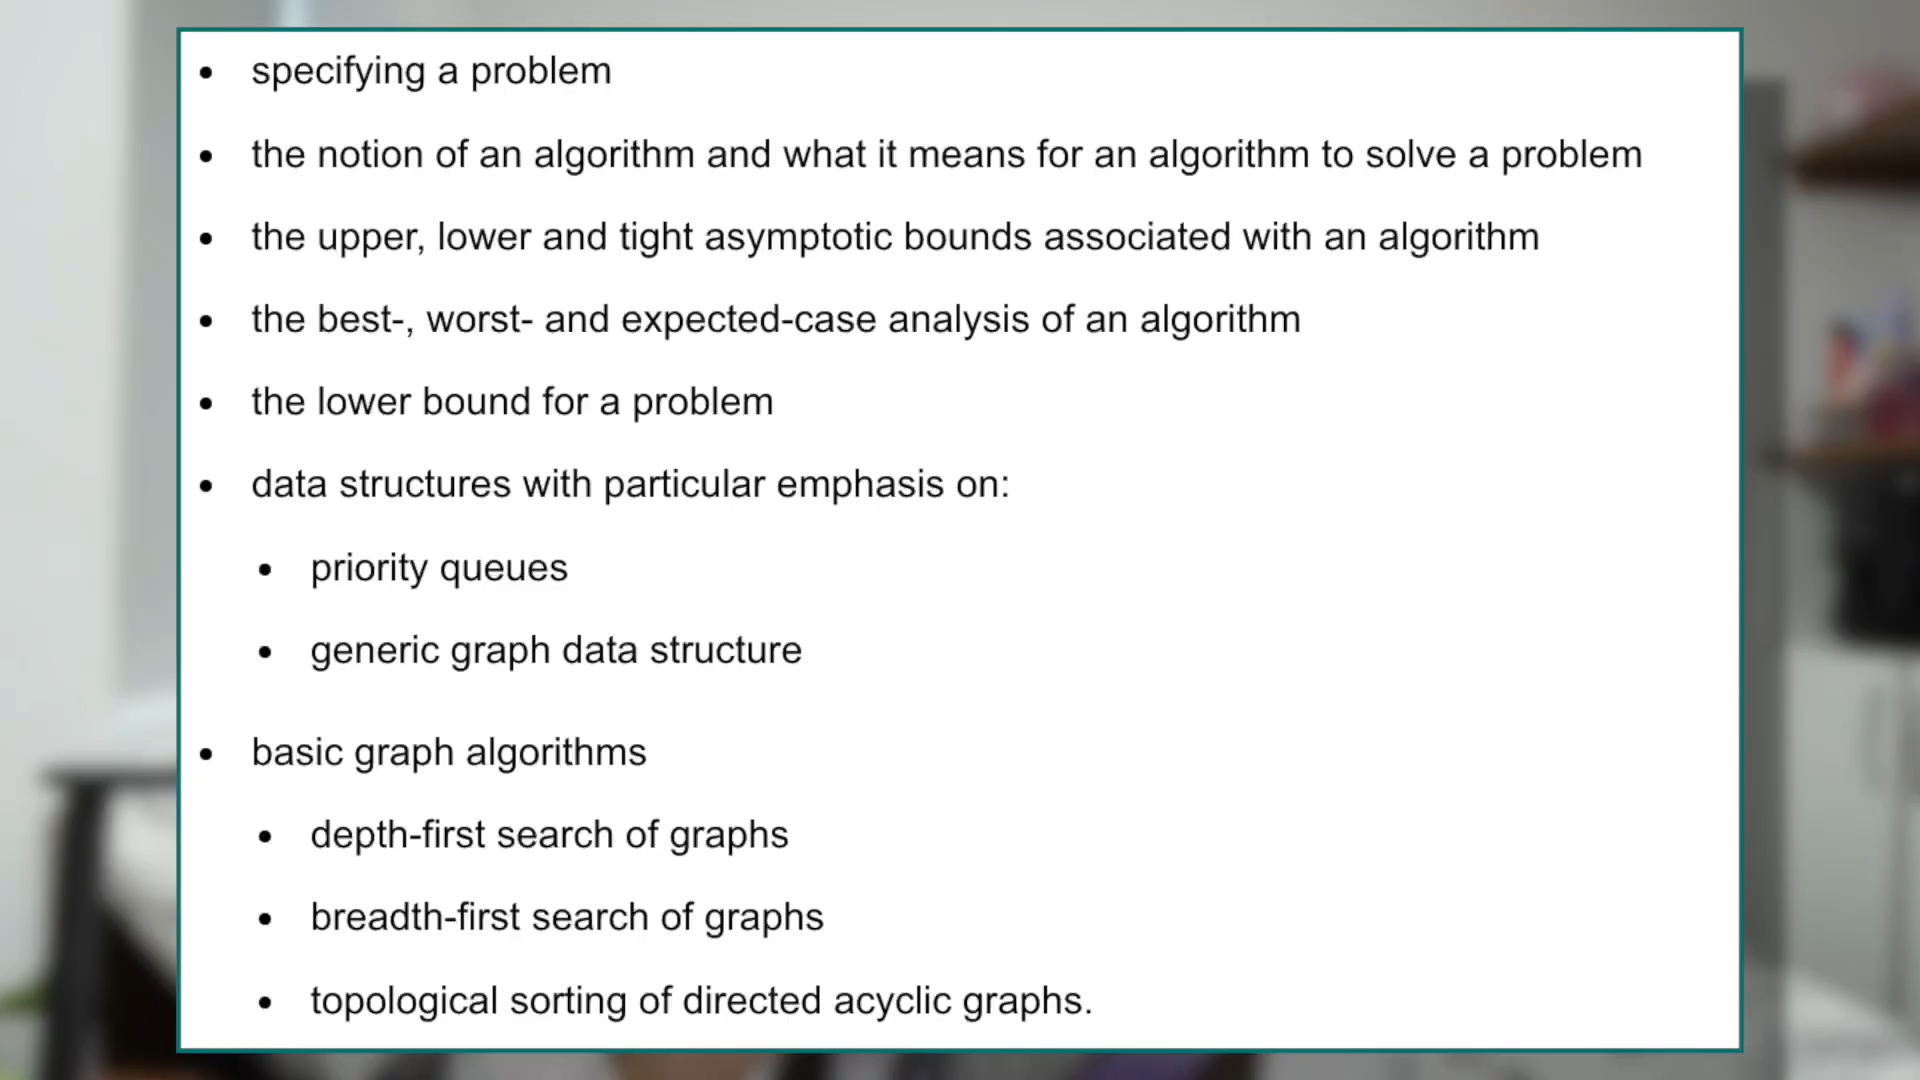 • specifying a problem
• the notion of an algorithm and what it means for an algorithm to solve a problem
• the upper, lower and tight asymptotic bounds associated with an algorithm
• the best-, worst- and expected-case analysis of an algorithm
• the lower bound for a problem
• data structures with particular emphasis on:
• priority queues
• generic graph data structure
• basic graph algorithms
• depth-first search of graphs
• breadth-first search of graphs
• topological sorting of directed acyclic graphs.